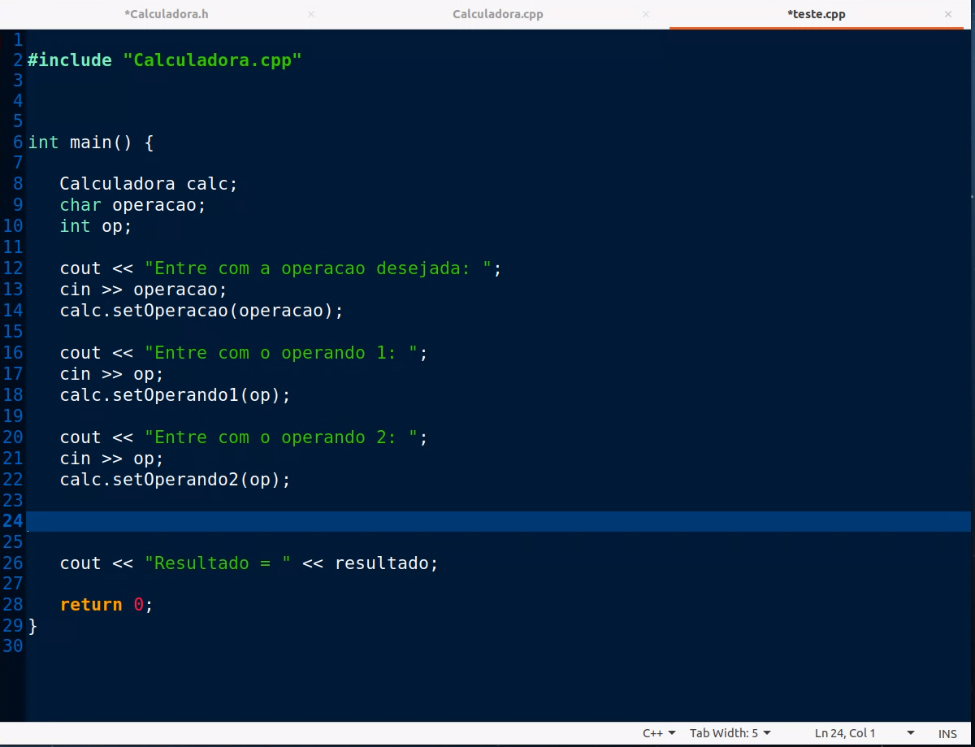 *Calculadora.h × Calculadora.cpp × *teste.cpp ×
1
2 #include "Calculadora.cpp"
3
4
5
6 int main() {
7
8 Calculadora calc;
9 char operacao;
10 int op;
11
12 cout << "Entre com a operacao desejada: ";
13 cin >> operacao;
14 calc.setOperacao(operacao);
15
16 cout << "Entre com o operando 1: ";
17 cin >> op;
18 calc.setOperando1(op);
19
20 cout << "Entre com o operando 2: ";
21 cin >> op;
22 calc.setOperando2(op);
23
24
25
26 cout << "Resultado = " << resultado;
27
28 return 0;
29 }
30
C++ Tab Width: 5 Ln 24, Col 1 INS